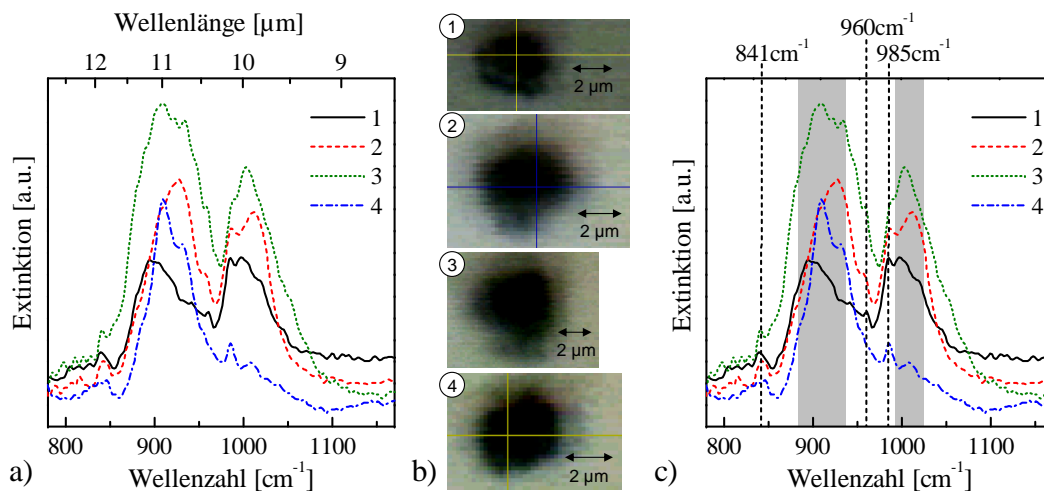 Wellenlänge [µm]
12 11 10 9
Extinktion [a.u.]
1
2
3
4
800 900 1000 1100
a) Wellenzahl [cm⁻¹]
1
2 µm
2
2 µm
3
2 µm
4
2 µm
b)
960cm⁻¹
841cm⁻¹ 985cm⁻¹
Extinktion [a.u.]
1
2
3
4
800 900 1000 1100
c) Wellenzahl [cm⁻¹]